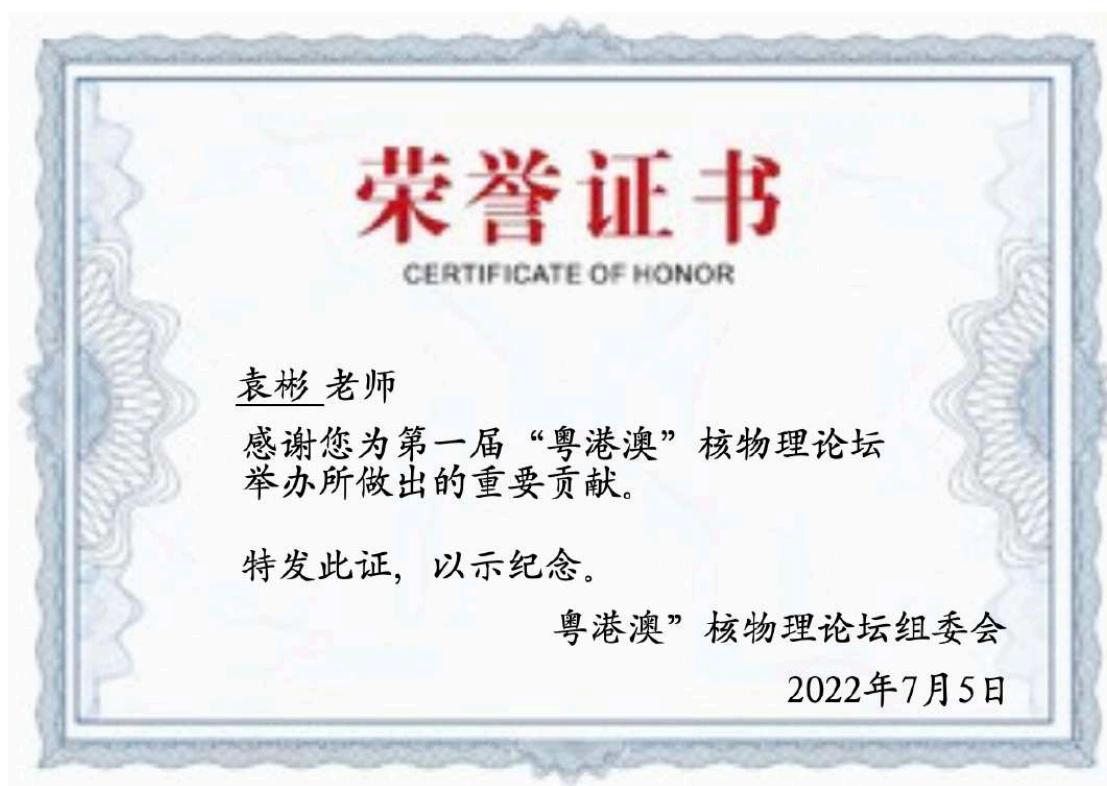 荣誉证书
CERTIFICATE OF HONOR
袁彬 老师
感谢您为第一届“粤港澳”核物理论坛
举办所做出的重要贡献。
特发此证，以示纪念。
粤港澳”核物理论坛组委会
2022年7月5日